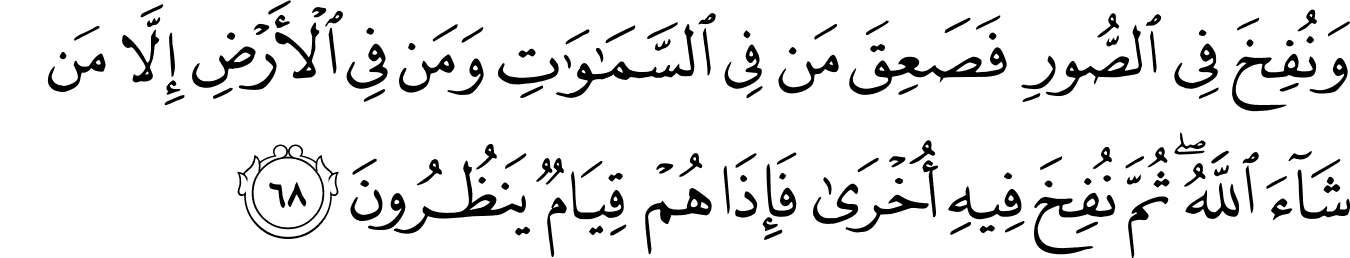 وَنُفِخَ فِى ٱلصُّورِ فَصَعِقَ مَن فِى ٱلسَّمَـٰوَٰتِ وَمَن فِى ٱلْأَرْضِ إِلَّا مَن
شَآءَ ٱللَّهُ ۖ ثُمَّ نُفِخَ فِيهِ أُخْرَىٰ فَإِذَا هُمْ قِيَامٌ يَنظُرُونَ ٦٨